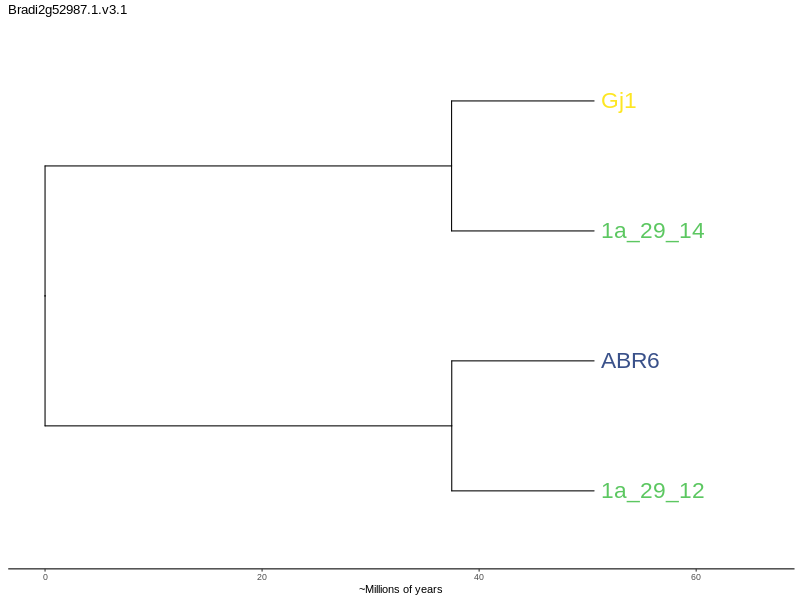 Bradi2g52987.1.v3.1
Gj1
1a_29_14
ABR6
1a_29_12
0 20 40 60
~Millions of years